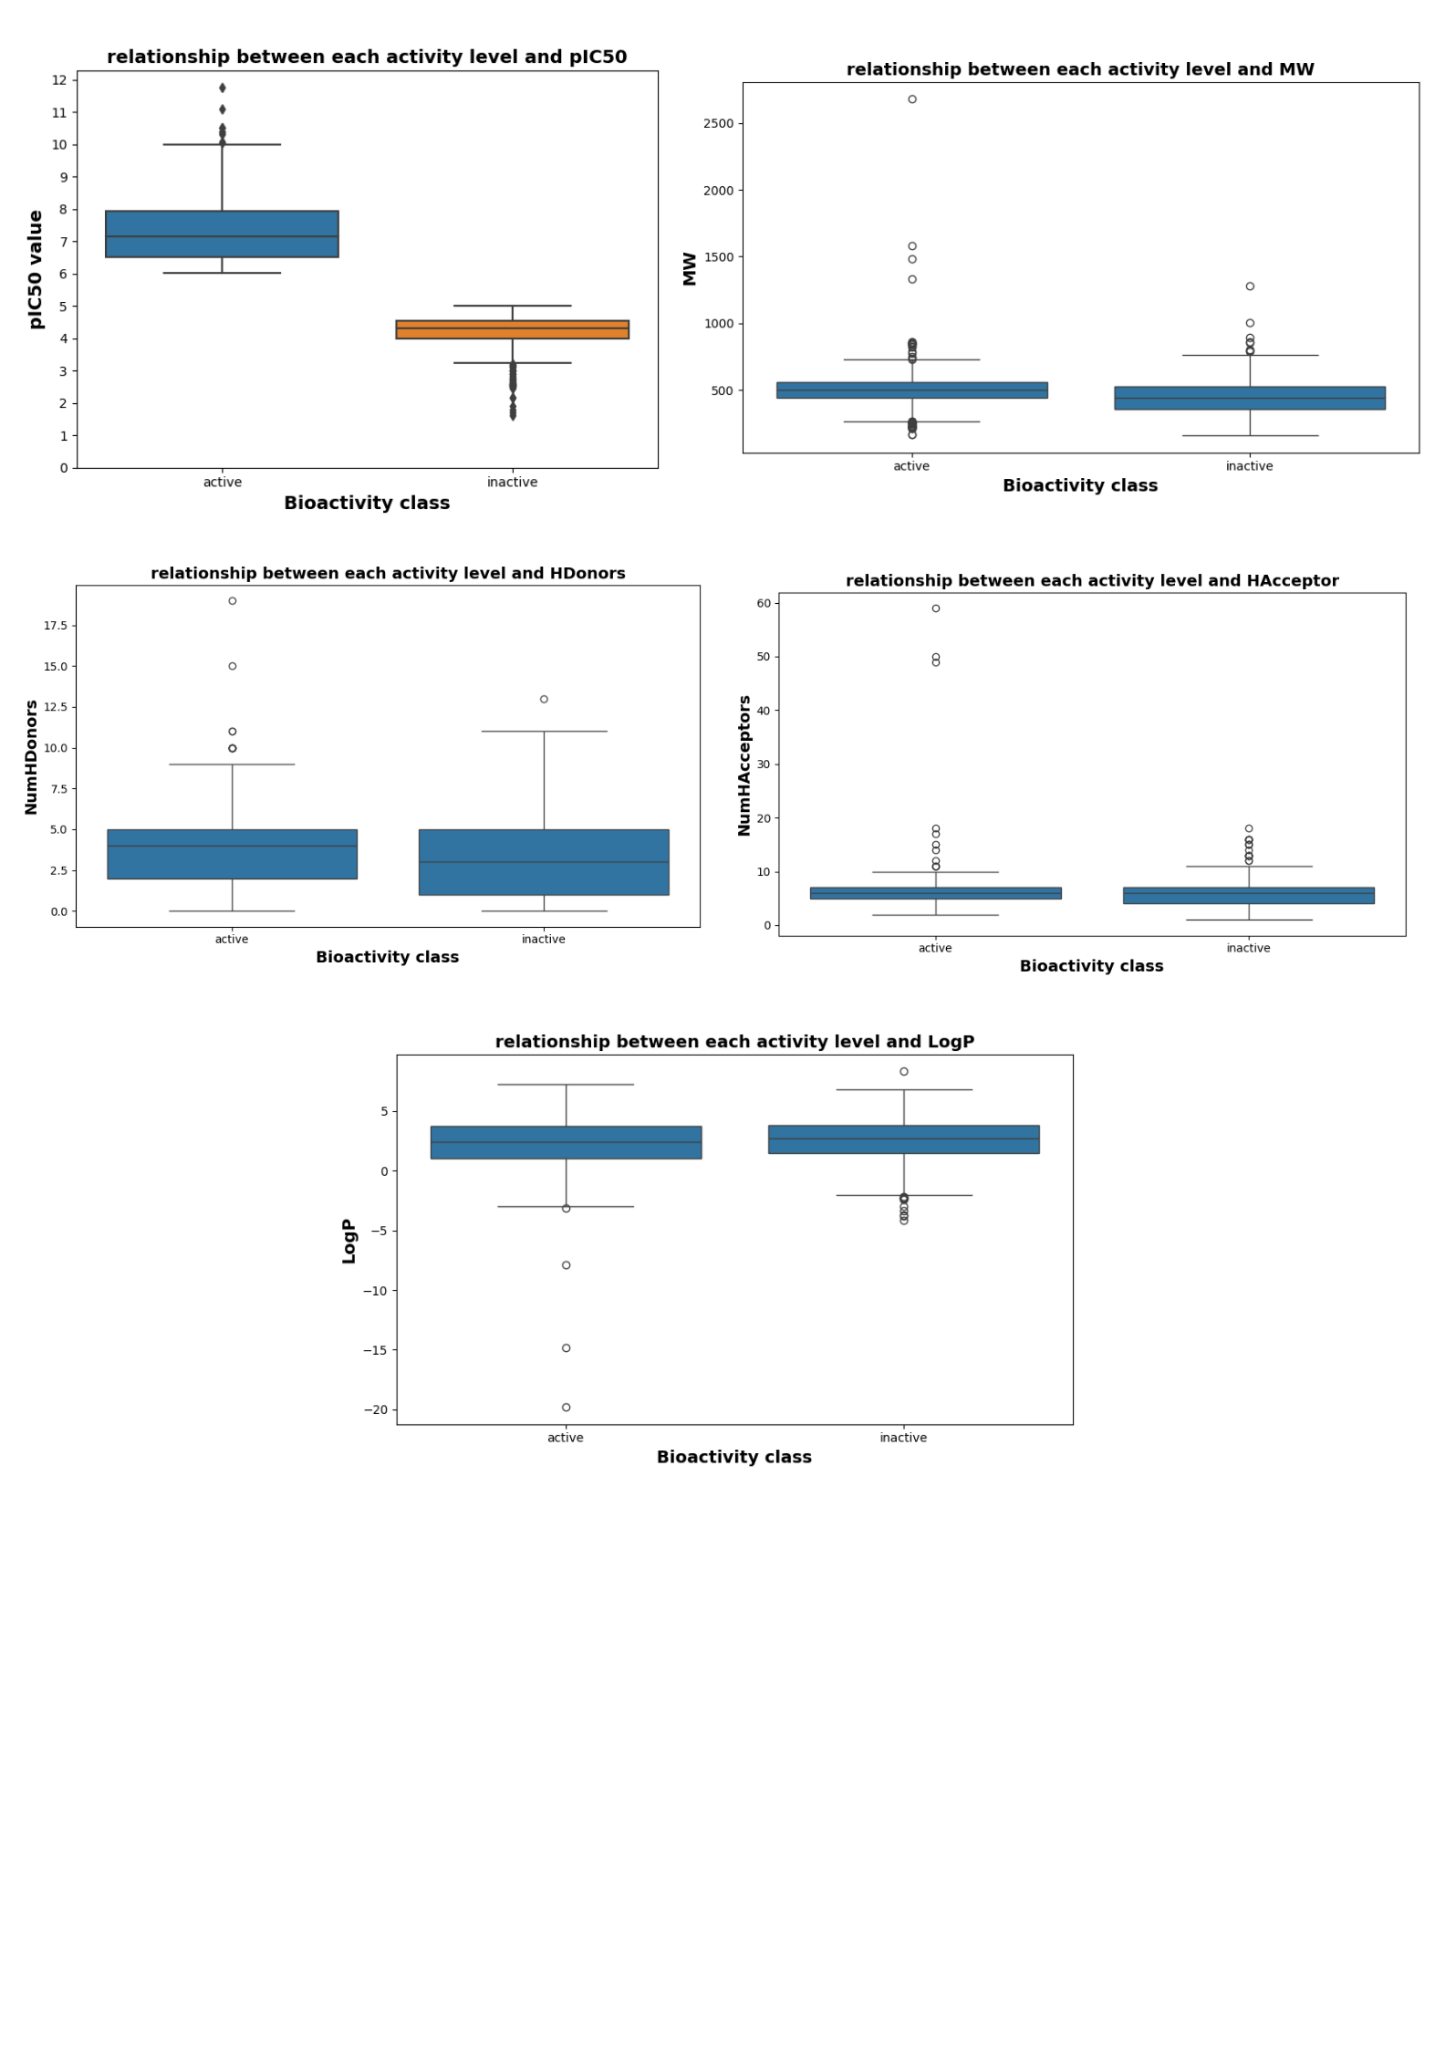 relationship between each activity level and pIC50
12
11
10
9
8
7
6
5
4
3
2
1
0
pIC50 value
active
inactive
Bioactivity class
relationship between each activity level and MW
2500
2000
1500
1000
500
MW
active
inactive
Bioactivity class
relationship between each activity level and HDonors
17.5
15.0
12.5
10.0
7.5
5.0
2.5
0.0
NumHDonors
active
inactive
Bioactivity class
relationship between each activity level and HAcceptor
60
50
40
30
20
10
0
NumHAcceptors
active
inactive
Bioactivity class
relationship between each activity level and LogP
5
0
−5
−10
−15
−20
LogP
active
inactive
Bioactivity class